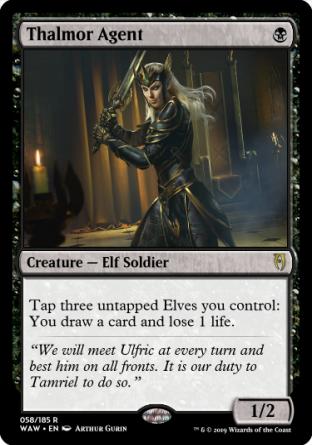 Thalmor Agent
Creature — Elf Soldier
Tap three untapped Elves you control:
You draw a card and lose 1 life.
"We will meet Ulfric at every turn and
best him on all fronts. It is our duty to
Tamriel to do so."
1/2
058/185 R
WAW • EN Arthur Gurin
™ & © 2019 Wizards of the Coast